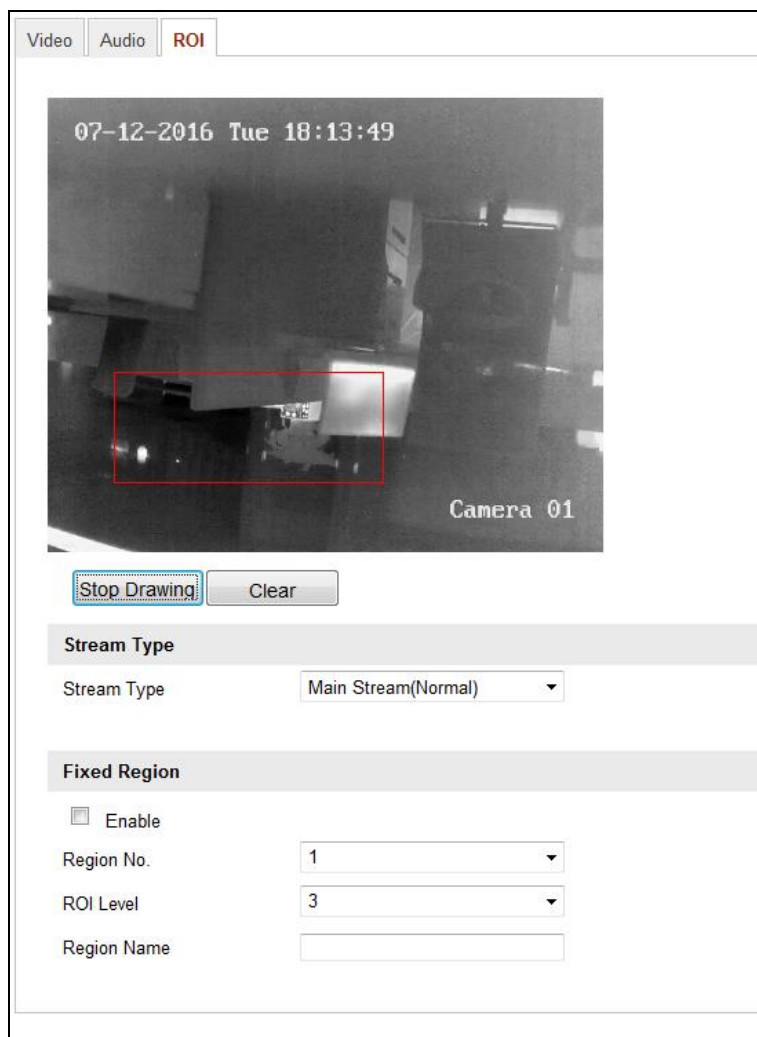 Video Audio ROI
07-12-2016 Tue 18:13:49
Camera 01
Stop Drawing Clear
Stream Type
Stream Type Main Stream(Normal)
Fixed Region
Enable
Region No. 1
ROI Level 3
Region Name